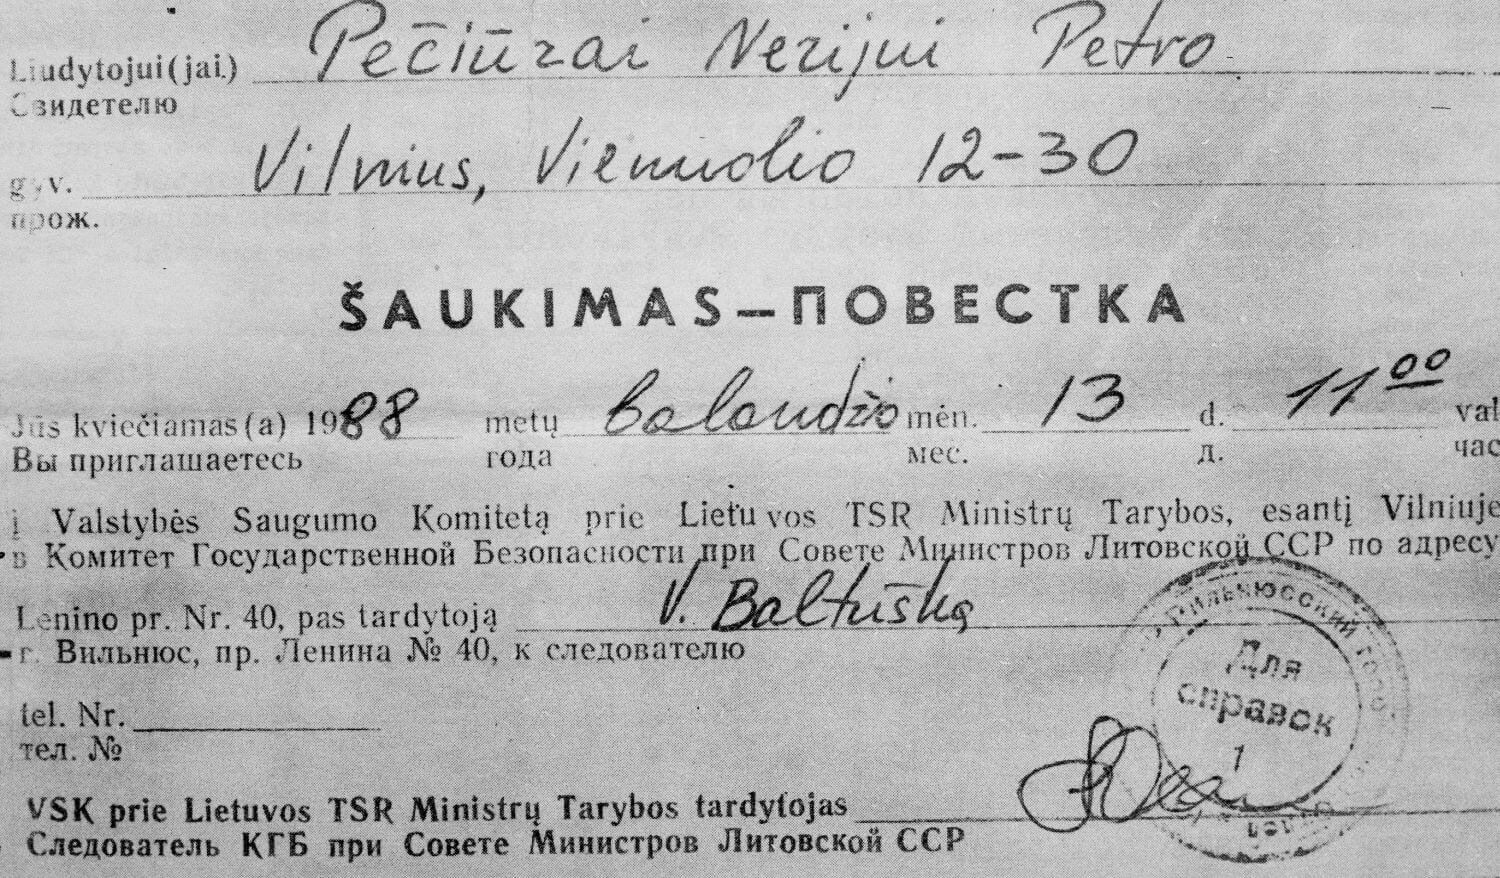 Liudytojui(jai) Pečiūrai Nerijui Petro
Свидетелю
gyv. Vilnius, Vienuolio 12-30
прож.
ŠAUKIMAS—ПОВЕСТКА
Jūs kviečiamas(a) 1988 metų balandžio mėn. 13 d. 11 00 val
Вы приглашаетесь года мес. д. час
į Valstybės Saugumo Komitetą prie Lietuvos TSR Ministrų Tarybos, esantį Vilniuje
в Комитет Государственной Безопасности при Совете Министров Литовской ССР по адресу
Lenino pr. Nr. 40, pas tardytoją V. Baltušką
г. Вильнюс, пр. Ленина № 40, к следователю
Для
справок
1
tel. Nr.
тел. №
VSK prie Lietuvos TSR Ministrų Tarybos tardytojas
Следователь КГБ при Совете Министров Литовской ССР